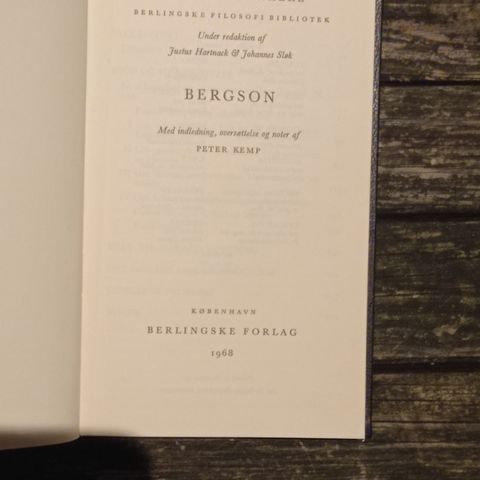 BERLINGSKE FILOSOFI BIBLIOTEK
Under redaktion af
Justus Hartnack & Johannes Sløk
BERGSON
Med indledning, oversættelse og noter af
PETER KEMP
KØBENHAVN
BERLINGSKE FORLAG
1968